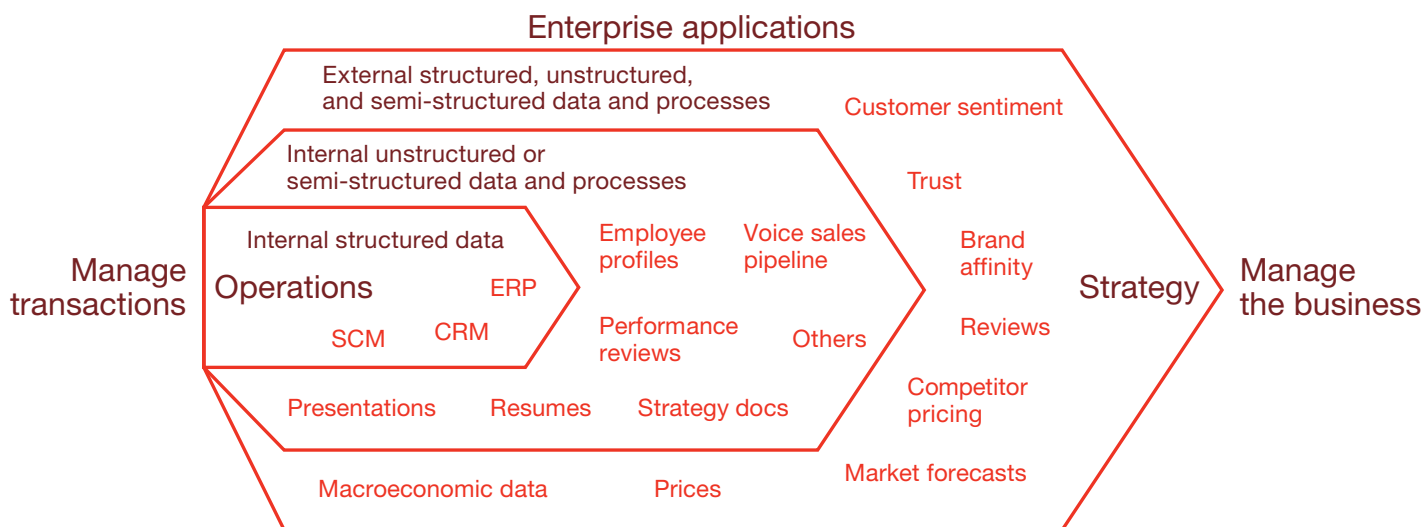 Enterprise applications
External structured, unstructured,
and semi-structured data and processes
Customer sentiment
Internal unstructured or
semi-structured data and processes
Trust
Internal structured data
Employee
profiles
Voice sales
pipeline
Brand
affinity
Manage
transactions
Operations
ERP
Strategy
Manage
the business
SCM
CRM
Performance
reviews
Others
Reviews
Presentations
Resumes
Strategy docs
Competitor
pricing
Macroeconomic data
Prices
Market forecasts